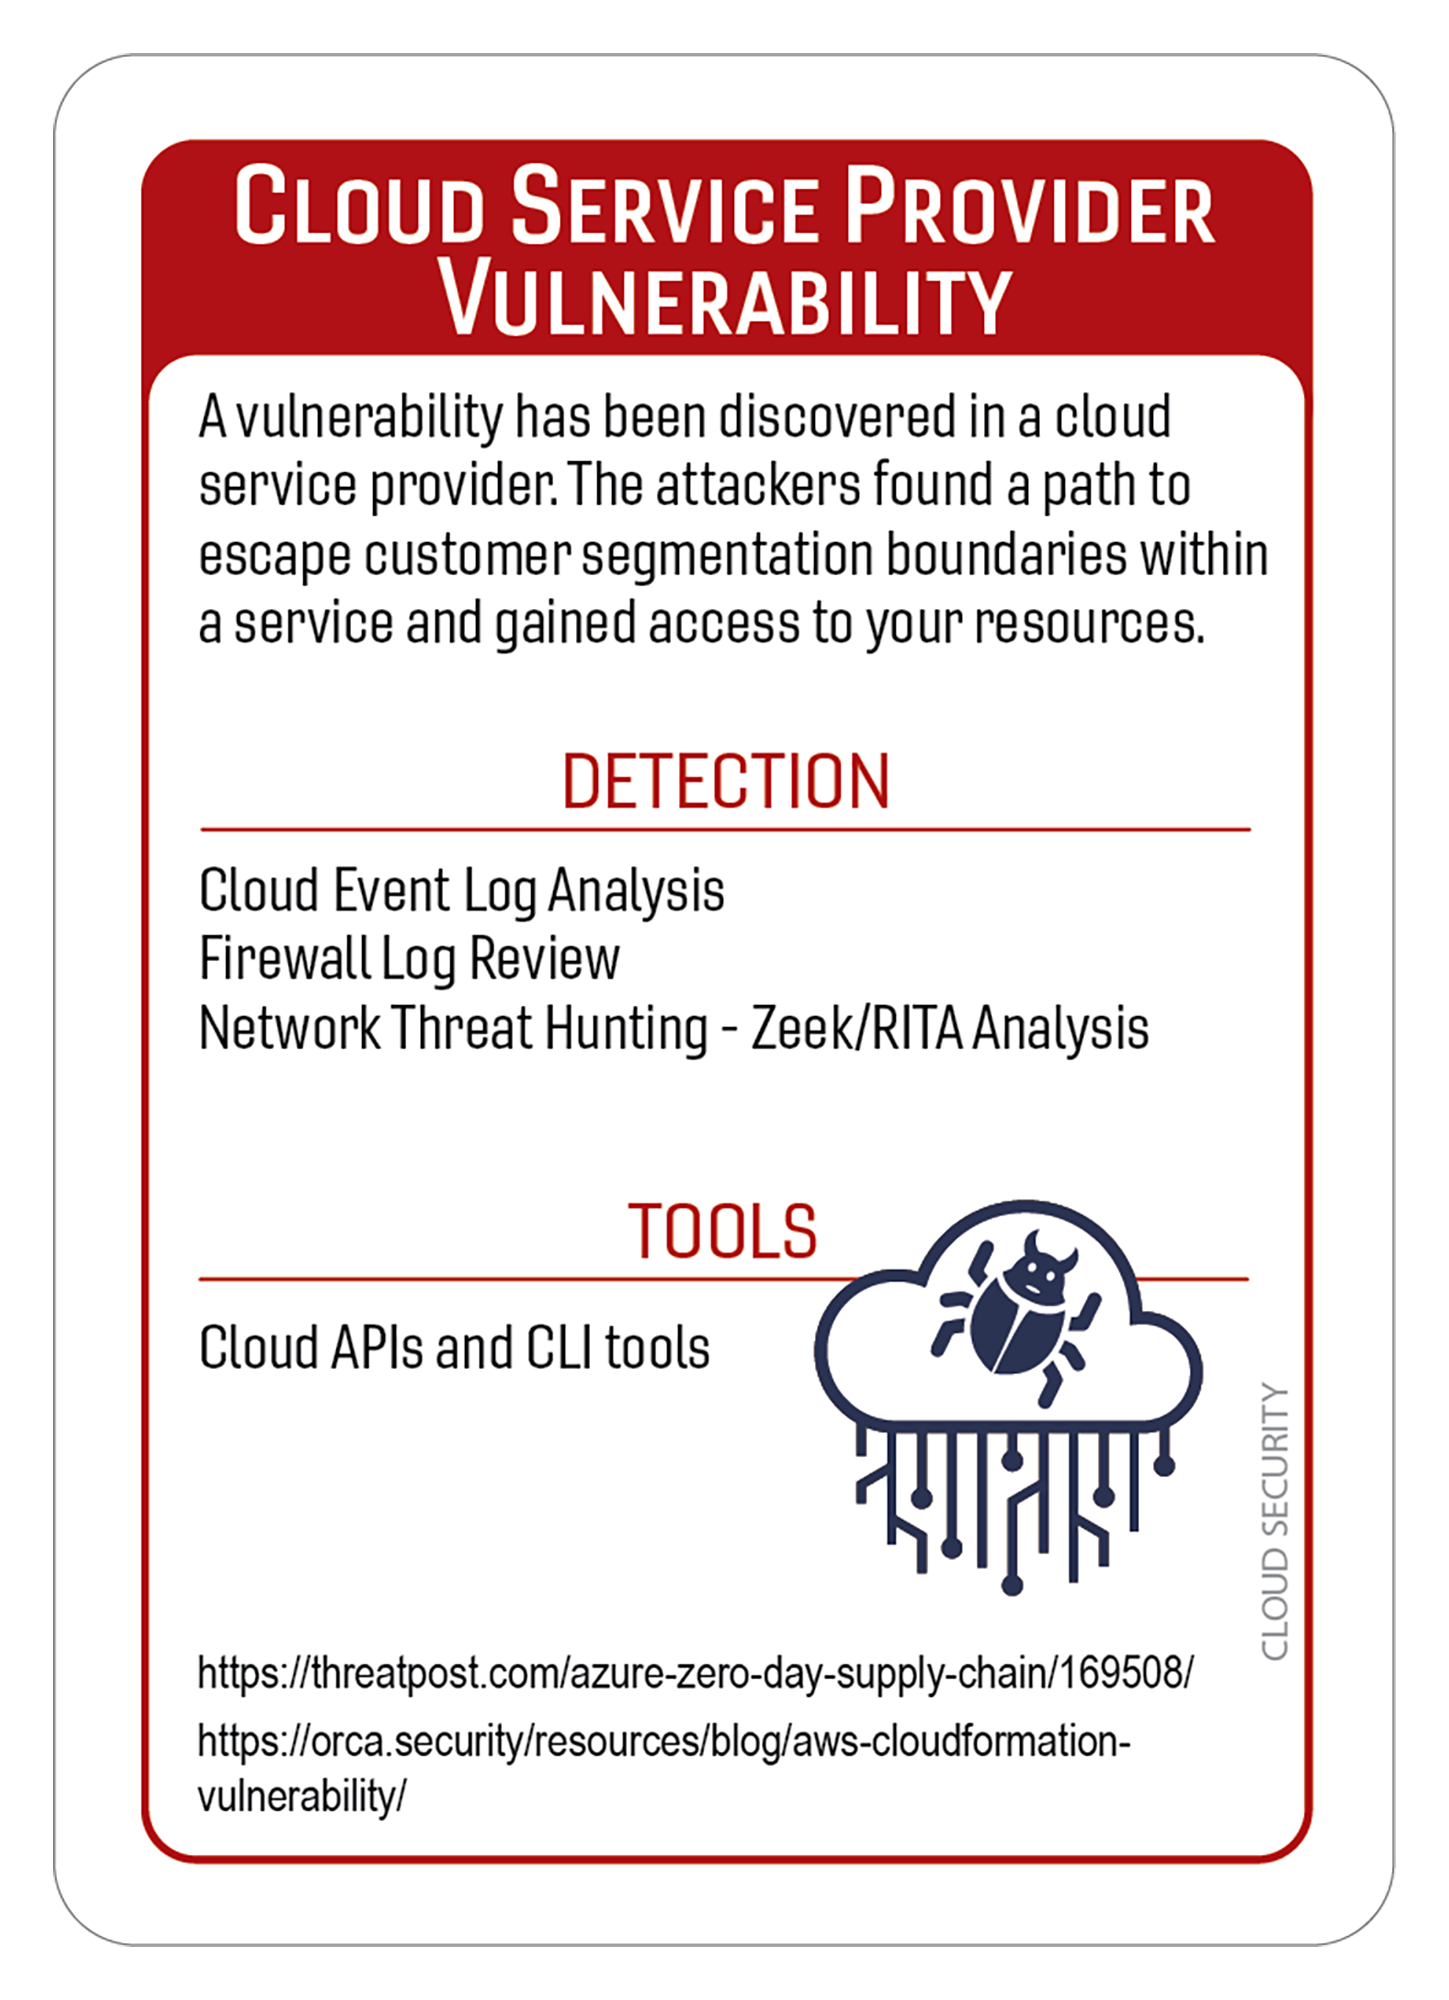 CLOUD SERVICE PROVIDER
VULNERABILITY
A vulnerability has been discovered in a cloud
service provider. The attackers found a path to
escape customer segmentation boundaries within
a service and gained access to your resources.
DETECTION
Cloud Event Log Analysis
Firewall Log Review
Network Threat Hunting - Zeek/RITA Analysis
TOOLS
Cloud APIs and CLI tools
CLOUD SECURITY
https://threatpost.com/azure-zero-day-supply-chain/169508/
https://orca.security/resources/blog/aws-cloudformation-
vulnerability/